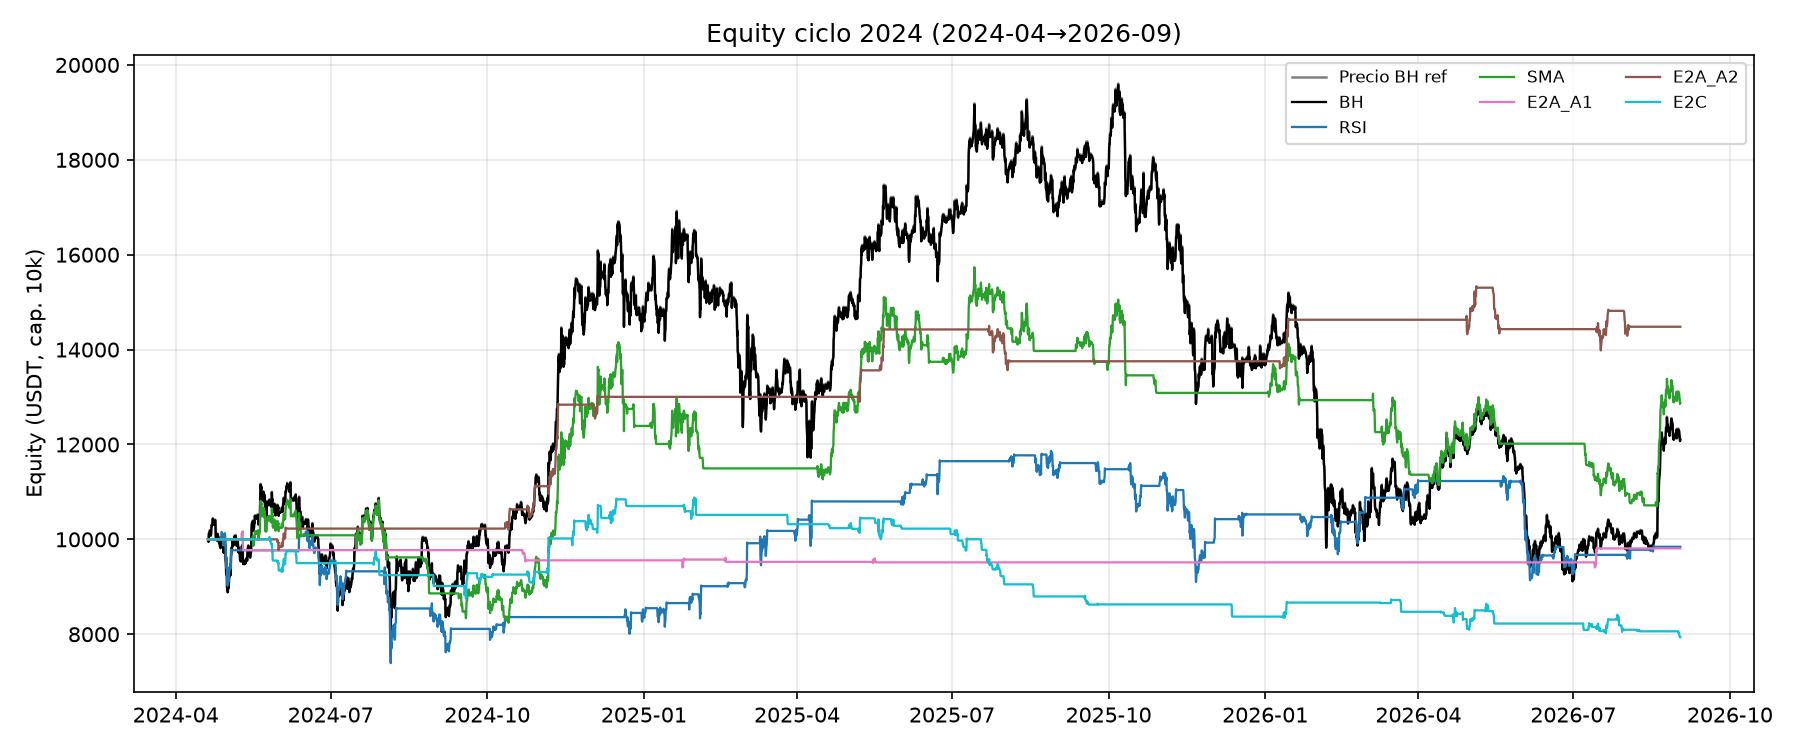 Equity ciclo 2024 (2024-04→2026-09)
Equity (USDT, cap. 10k)
20000
18000
16000
14000
12000
10000
8000
Precio BH ref
BH
RSI
SMA
E2A_A1
E2A_A2
E2C
2024-04
2024-07
2024-10
2025-01
2025-04
2025-07
2025-10
2026-01
2026-04
2026-07
2026-10